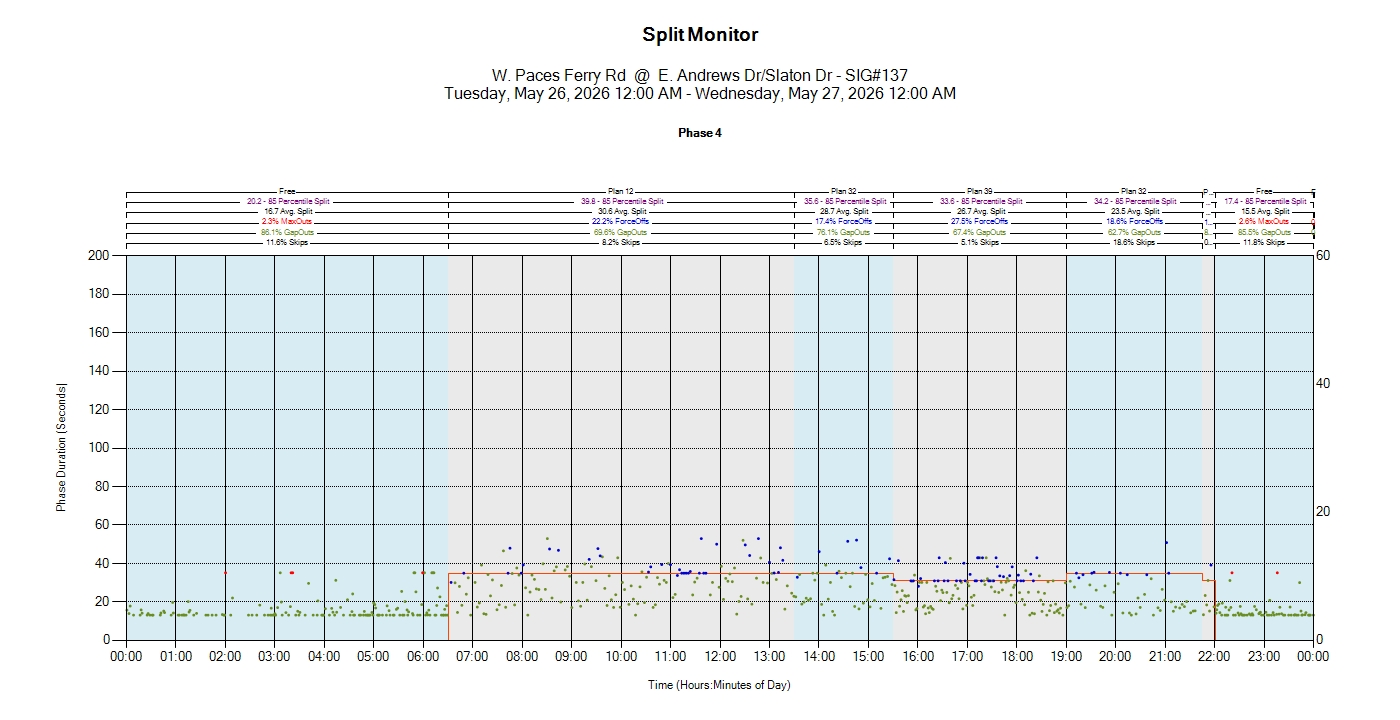 Split Monitor
W. Paces Ferry Rd @ E. Andrews Dr/Slaton Dr - SIG#137
Tuesday, May 26, 2026 12:00 AM - Wednesday, May 27, 2026 12:00 AM
Phase 4
Free Plan 12 Plan 32 Plan 39 Plan 32 P... Free F
20.2 - 85 Percentile Split 39.8 - 85 Percentile Split 35.6 - 85 Percentile Split 33.6 - 85 Percentile Split 34.2 - 85 Percentile Split ... 17.4 - 85 Percentile Split
16.7 Avg. Split 30.6 Avg. Split 28.7 Avg. Split 26.7 Avg. Split 23.5 Avg. Split ... 15.5 Avg. Split
2.3% MaxOuts 22.2% ForceOffs 17.4% ForceOffs 27.5% ForceOffs 18.6% ForceOffs 1... 2.6% MaxOuts
86.1% GapOuts 69.6% GapOuts 76.1% GapOuts 67.4% GapOuts 62.7% GapOuts 8... 85.5% GapOuts
11.6% Skips 8.2% Skips 6.5% Skips 5.1% Skips 18.6% Skips 0... 11.8% Skips
200 60
180
160
140 40
120
100
80
60 20
40
20
0 0
Phase Duration (Seconds)
00:00 01:00 02:00 03:00 04:00 05:00 06:00 07:00 08:00 09:00 10:00 11:00 12:00 13:00 14:00 15:00 16:00 17:00 18:00 19:00 20:00 21:00 22:00 23:00 00:00
Time (Hours:Minutes of Day)